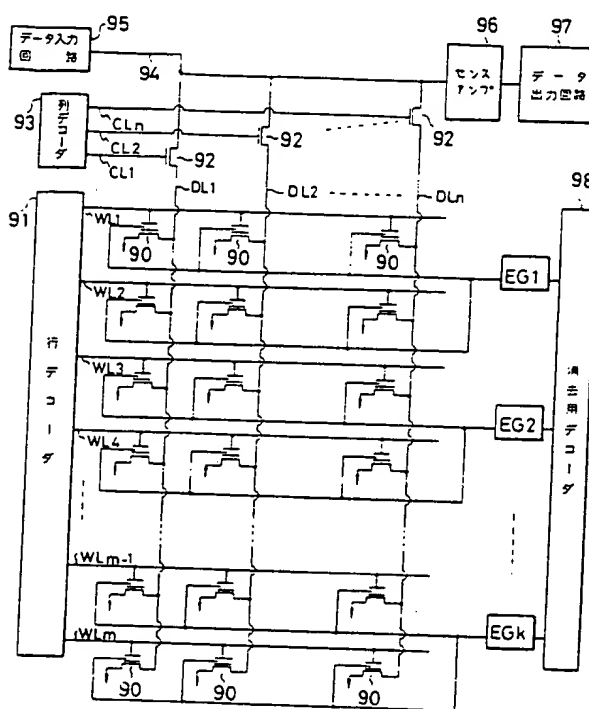 95
96
97
データ入力
回路
94
センス
アンプ
データ
出力回路
93
列デコーダ
CLn
CL2
CL1
92
92
92
91
DL1
DL2
DLn
98
WL1
90
90
90
EG1
WL2
行デコーダ
WL3
消去用デコーダ
EG2
WL4
WLm-1
EGk
WLm
90
90
90